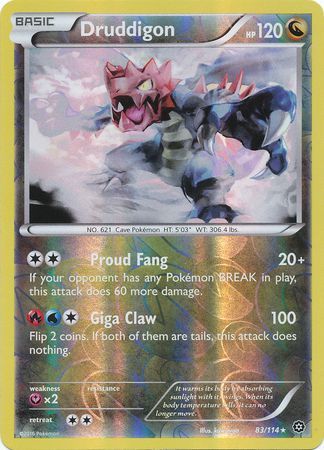 BASIC
Druddigon HP120
NO. 621 Cave Pokémon HT: 5'03" WT: 306.4 lbs.
Proud Fang 20+
If your opponent has any Pokémon BREAK in play,
this attack does 60 more damage.
Giga Claw 100
Flip 2 coins. If both of them are tails, this attack does
nothing.
weakness
×2
resistance
retreat
It warms its body by absorbing
sunlight with its wings. When its
body temperature falls, it can no
longer move.
Illus.
83/114★
©2016 Pokémon